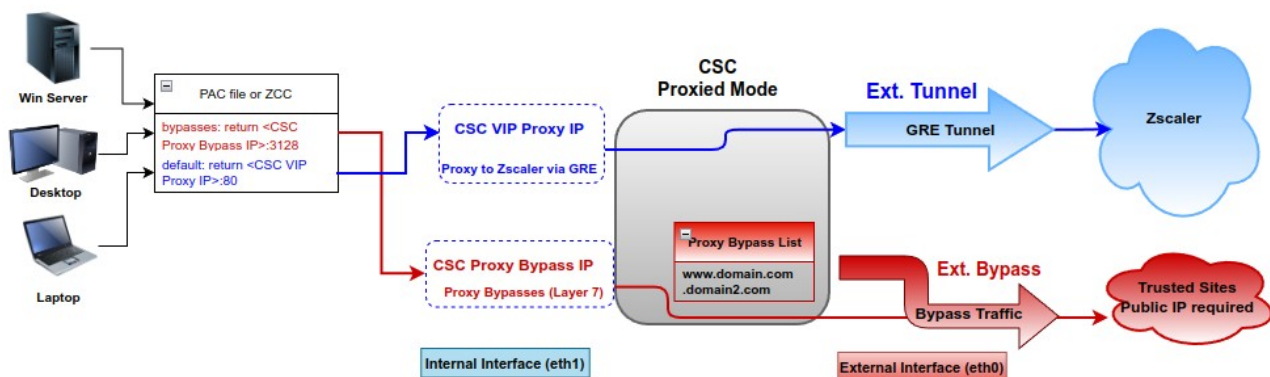 Win Server
Desktop
Laptop
PAC file or ZCC
bypasses: return <CSC
Proxy Bypass IP>:3128
default: return <CSC VIP
Proxy IP>:80
CSC VIP Proxy IP
Proxy to Zscaler via GRE
CSC Proxy Bypass IP
Proxy Bypasses (Layer 7)
Internal Interface (eth1)
CSC
Proxied Mode
Proxy Bypass List
www.domain.com
.domain2.com
Ext. Tunnel
GRE Tunnel
Ext. Bypass
Bypass Traffic
External Interface (eth0)
Zscaler
Trusted Sites
Public IP required